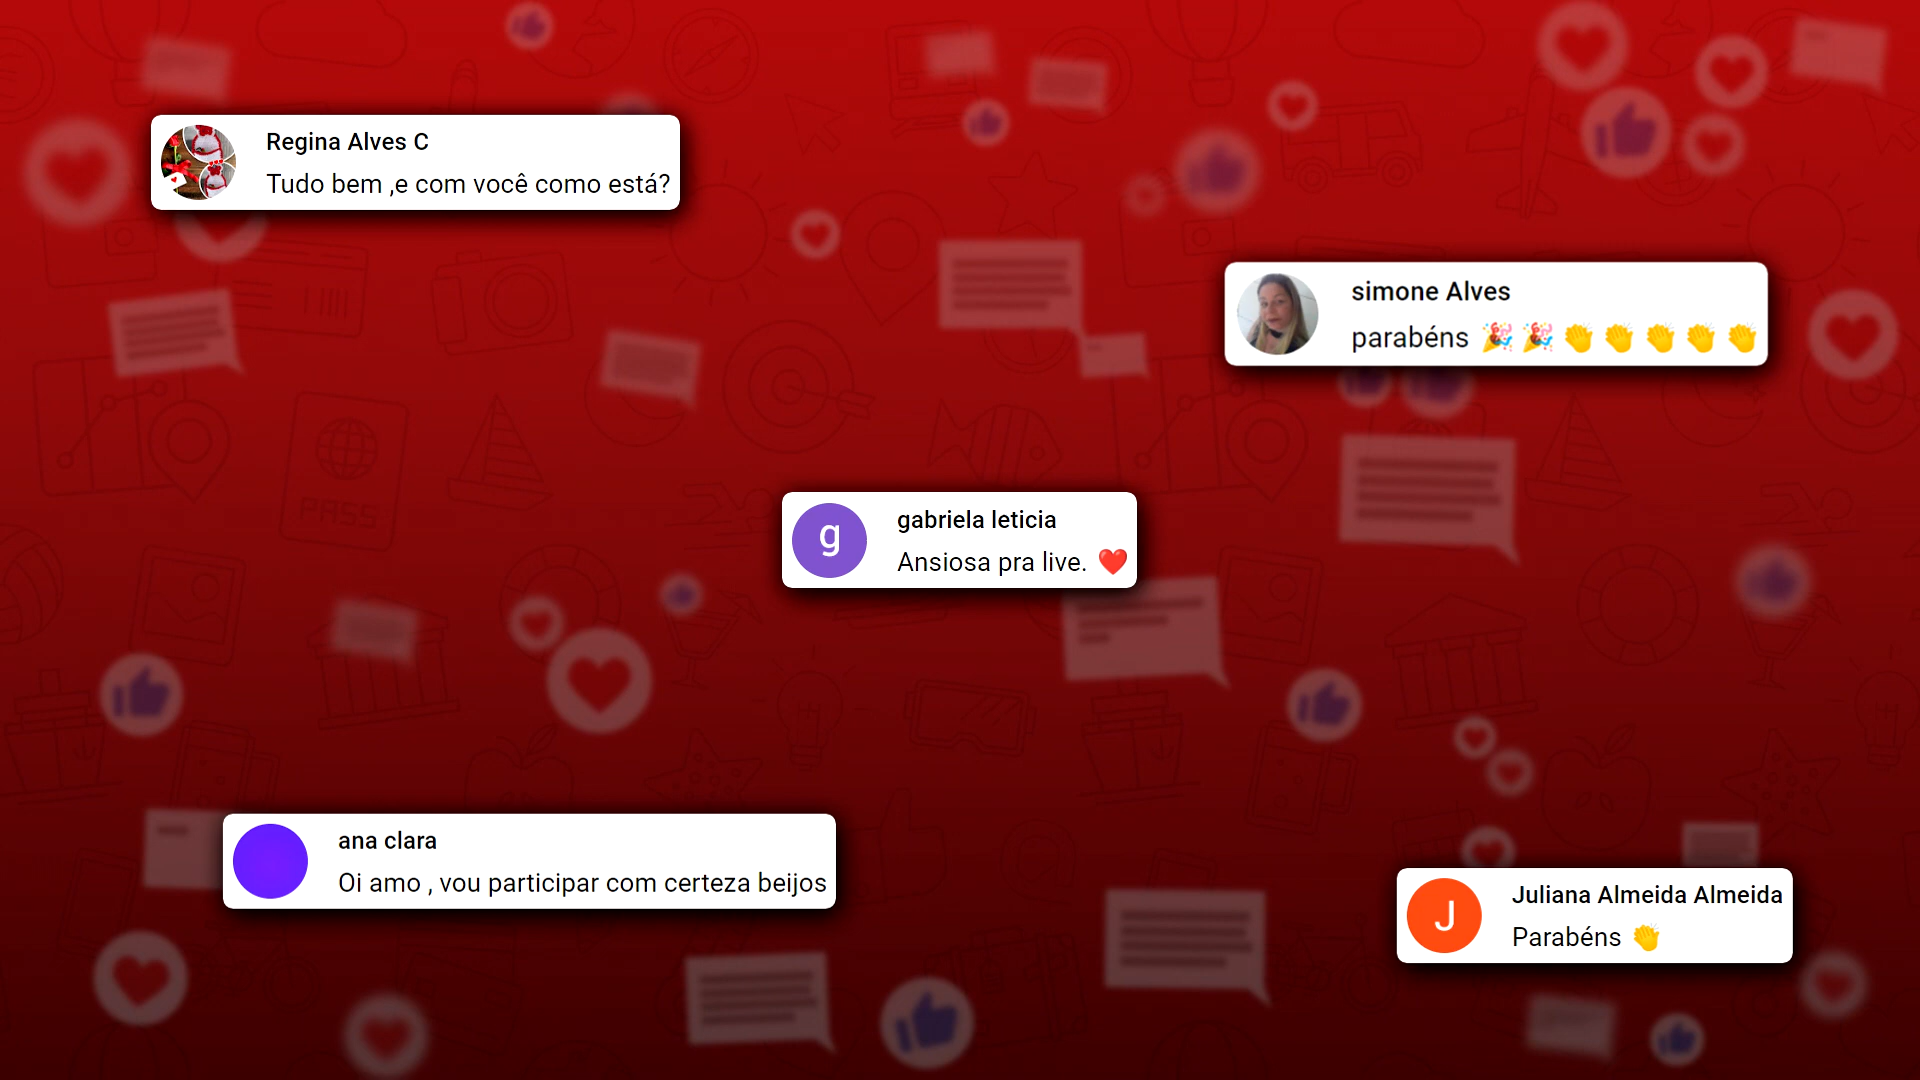 Regina Alves C
Tudo bem ,e com você como está?
simone Alves
parabéns 🎉 🎉 👏 👏 👏 👏 👏
PASS
g
gabriela leticia
Ansiosa pra live. ❤️
ana clara
Oi amo , vou participar com certeza beijos
J
Juliana Almeida Almeida
Parabéns 👏